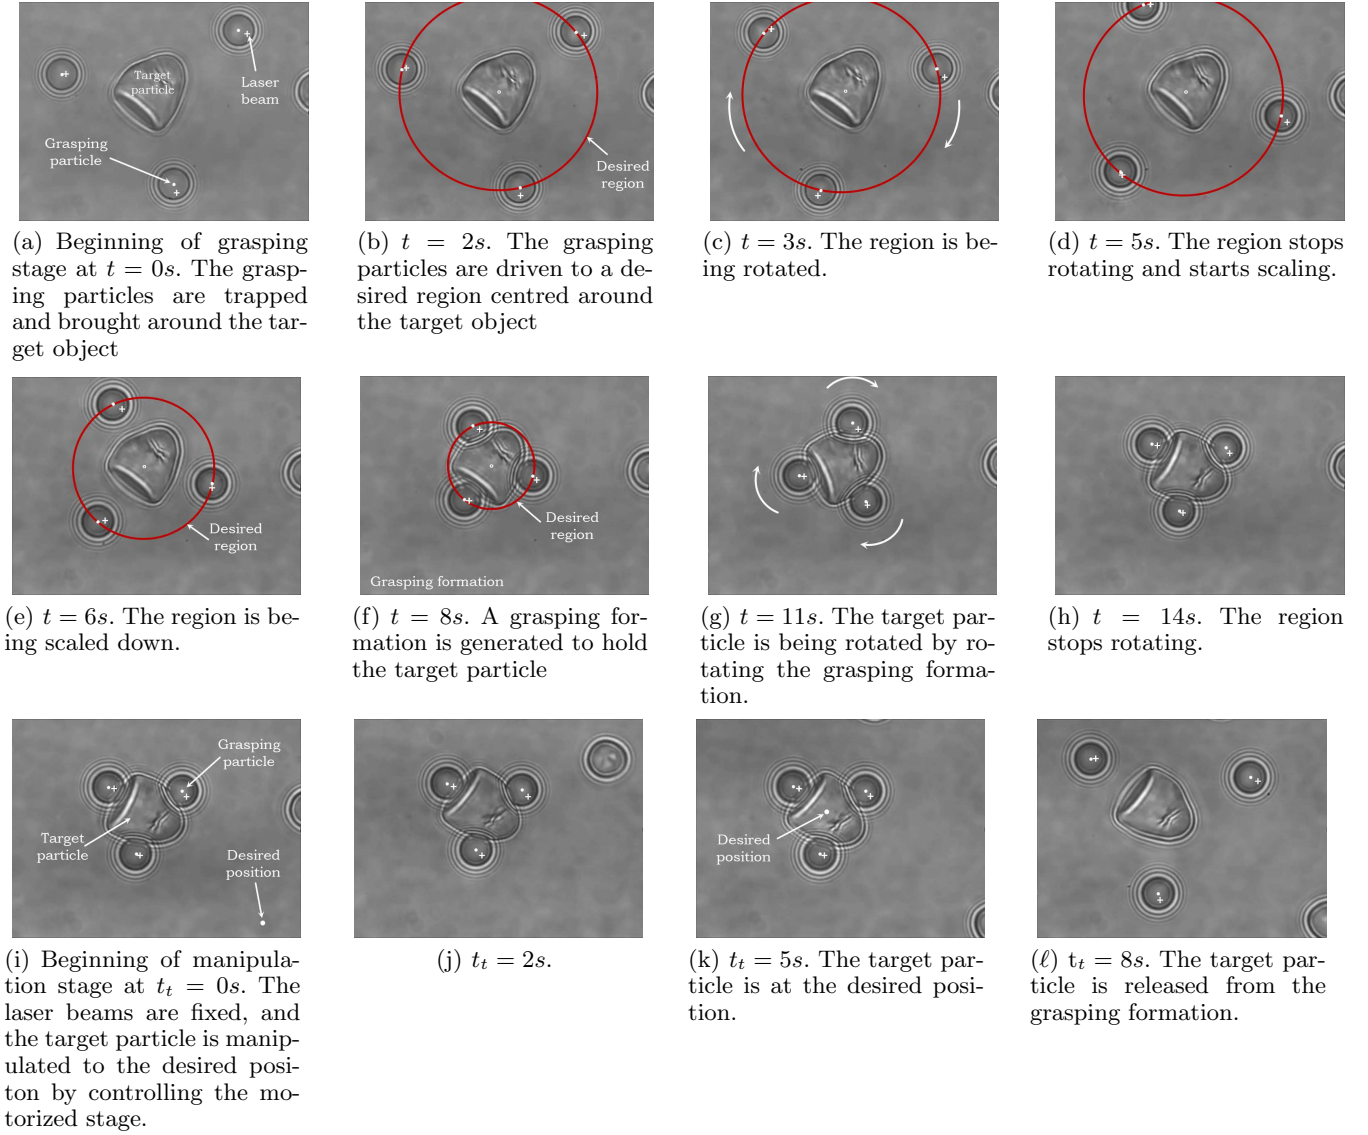 Target
particle
Laser
beam
Grasping
particle
(a) Beginning of grasping
stage at t = 0s. The grasp-
ing particles are trapped
and brought around the tar-
get object
Desired
region
(b) t = 2s. The grasping
particles are driven to a de-
sired region centred around
the target object
(c) t = 3s. The region is be-
ing rotated.
(d) t = 5s. The region stops
rotating and starts scaling.
Desired
region
(e) t = 6s. The region is be-
ing scaled down.
Desired
region
Grasping formation
(f) t = 8s. A grasping for-
mation is generated to hold
the target particle
(g) t = 11s. The target par-
ticle is being rotated by ro-
tating the grasping forma-
tion.
(h) t = 14s. The region
stops rotating.
Grasping
particle
Target
particle
Desired
position
(i) Beginning of manipula-
tion stage at tₜ = 0s. The
laser beams are fixed, and
the target particle is manip-
ulated to the desired posi-
ton by controlling the mo-
torized stage.
(j) tₜ = 2s.
Desired
position
(k) tₜ = 5s. The target par-
ticle is at the desired posi-
tion.
(ℓ) tₜ = 8s. The target par-
ticle is released from the
grasping formation.